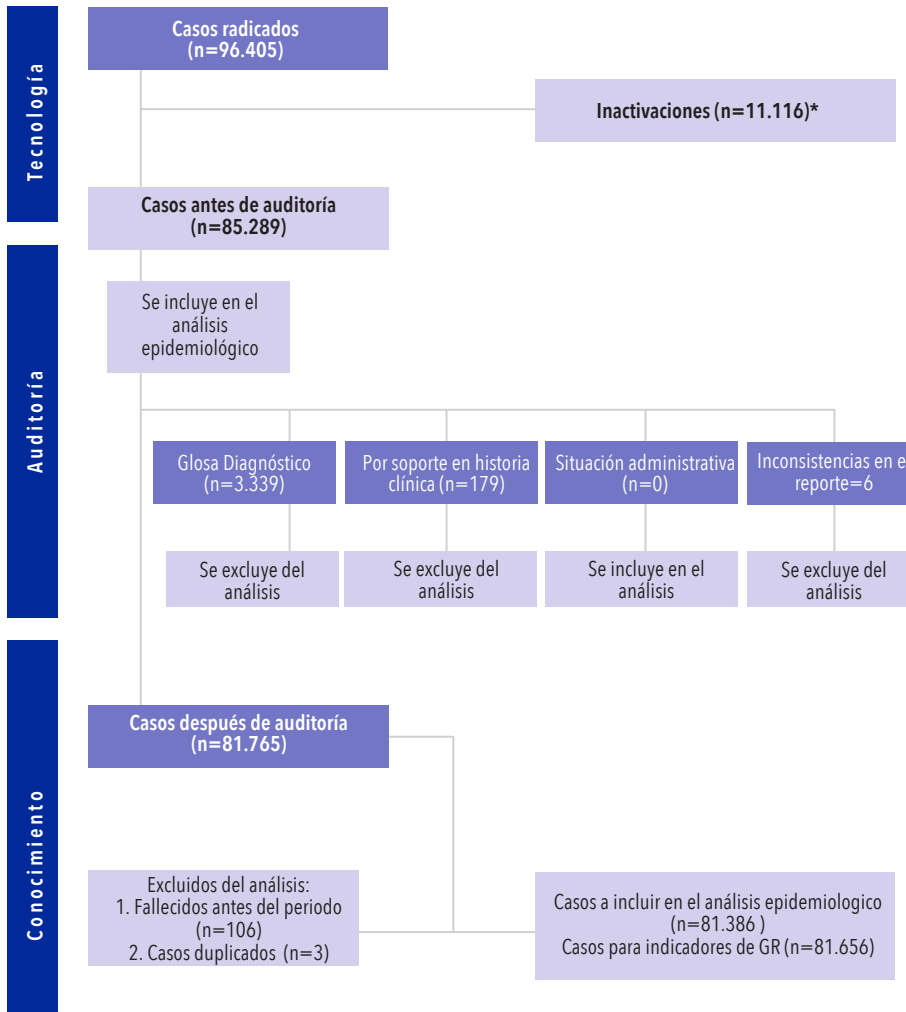 Tecnología
Casos radicados
(n=96.405)
Inactivaciones (n=11.116)*
Casos antes de auditoría
(n=85.289)
Auditoría
Se incluye en el
análisis
epidemiológico
Glosa Diagnóstico
(n=3.339)
Por soporte en historia
clínica (n=179)
Situación administrativa
(n=0)
Inconsistencias en e
reporte=6
Se excluye del
análisis
Se excluye del
análisis
Se incluye en el
análisis
Se excluye del
análisis
Conocimiento
Casos después de auditoría
(n=81.765)
Excluidos del análisis:
1. Fallecidos antes del periodo
(n=106)
2. Casos duplicados (n=3)
Casos a incluir en el análisis epidemiologico
(n=81.386 )
Casos para indicadores de GR (n=81.656)